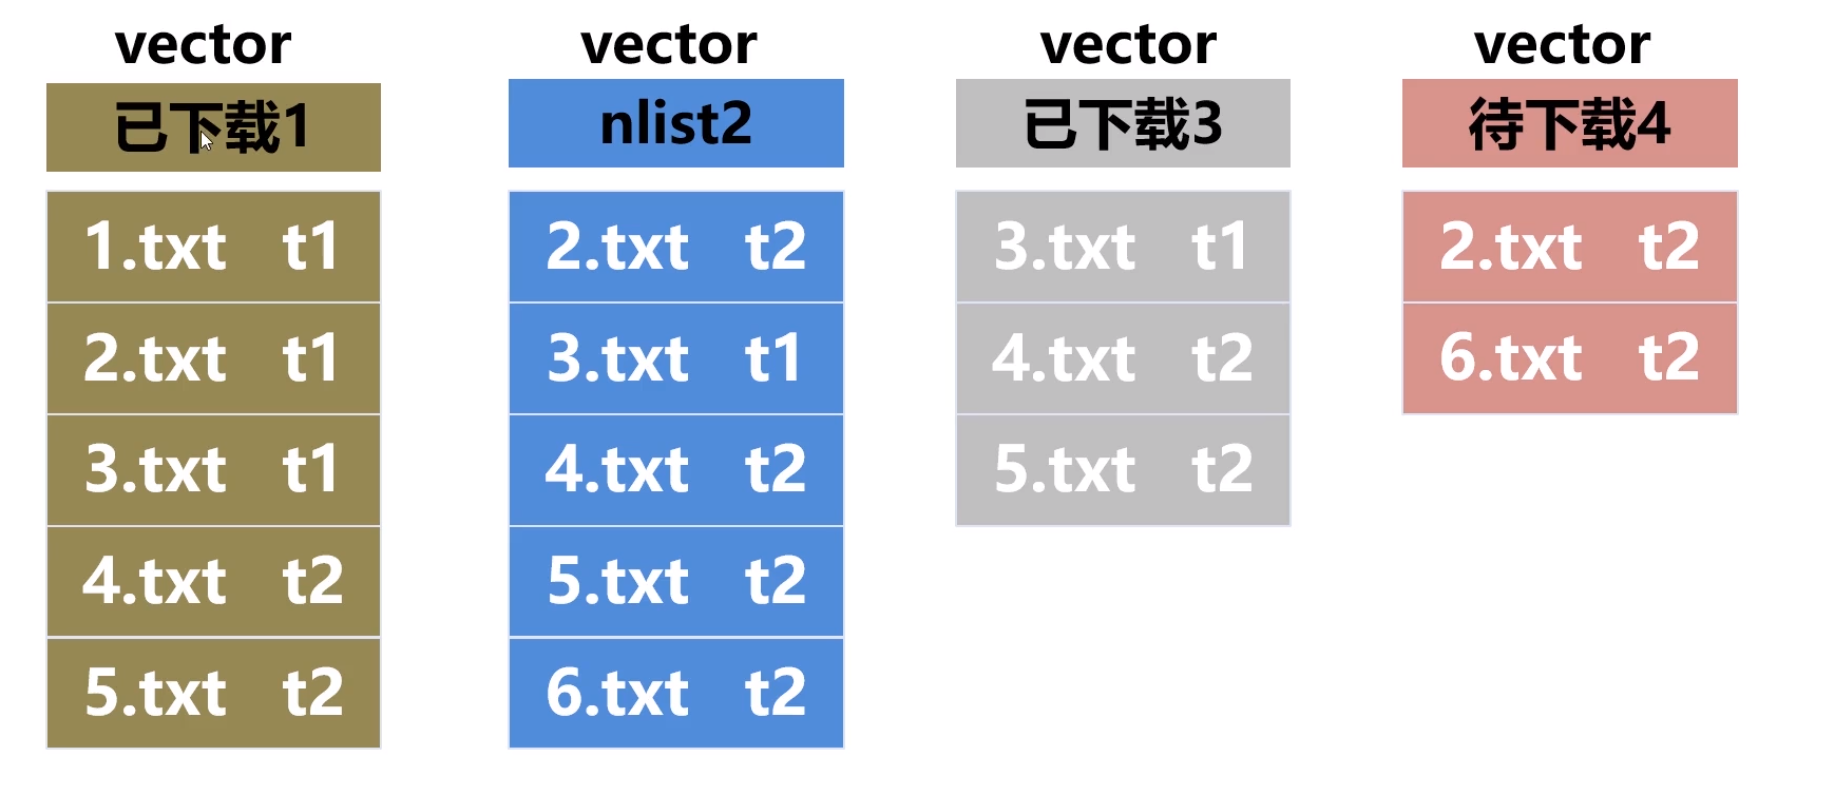 vector
已下载1
1.txt t1
2.txt t1
3.txt t1
4.txt t2
5.txt t2
vector
nlist2
2.txt t2
3.txt t1
4.txt t2
5.txt t2
6.txt t2
vector
已下载3
3.txt t1
4.txt t2
5.txt t2
vector
待下载4
2.txt t2
6.txt t2